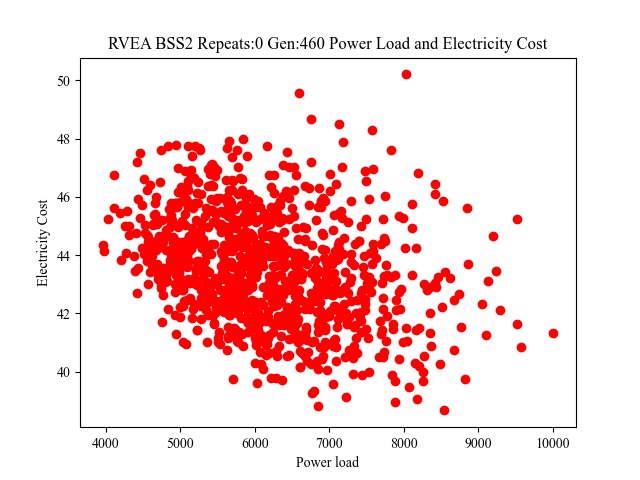 RVEA BSS2 Repeats:0 Gen:460 Power Load and Electricity Cost
50
48
46
44
42
40
Electricity Cost
4000 5000 6000 7000 8000 9000 10000
Power load